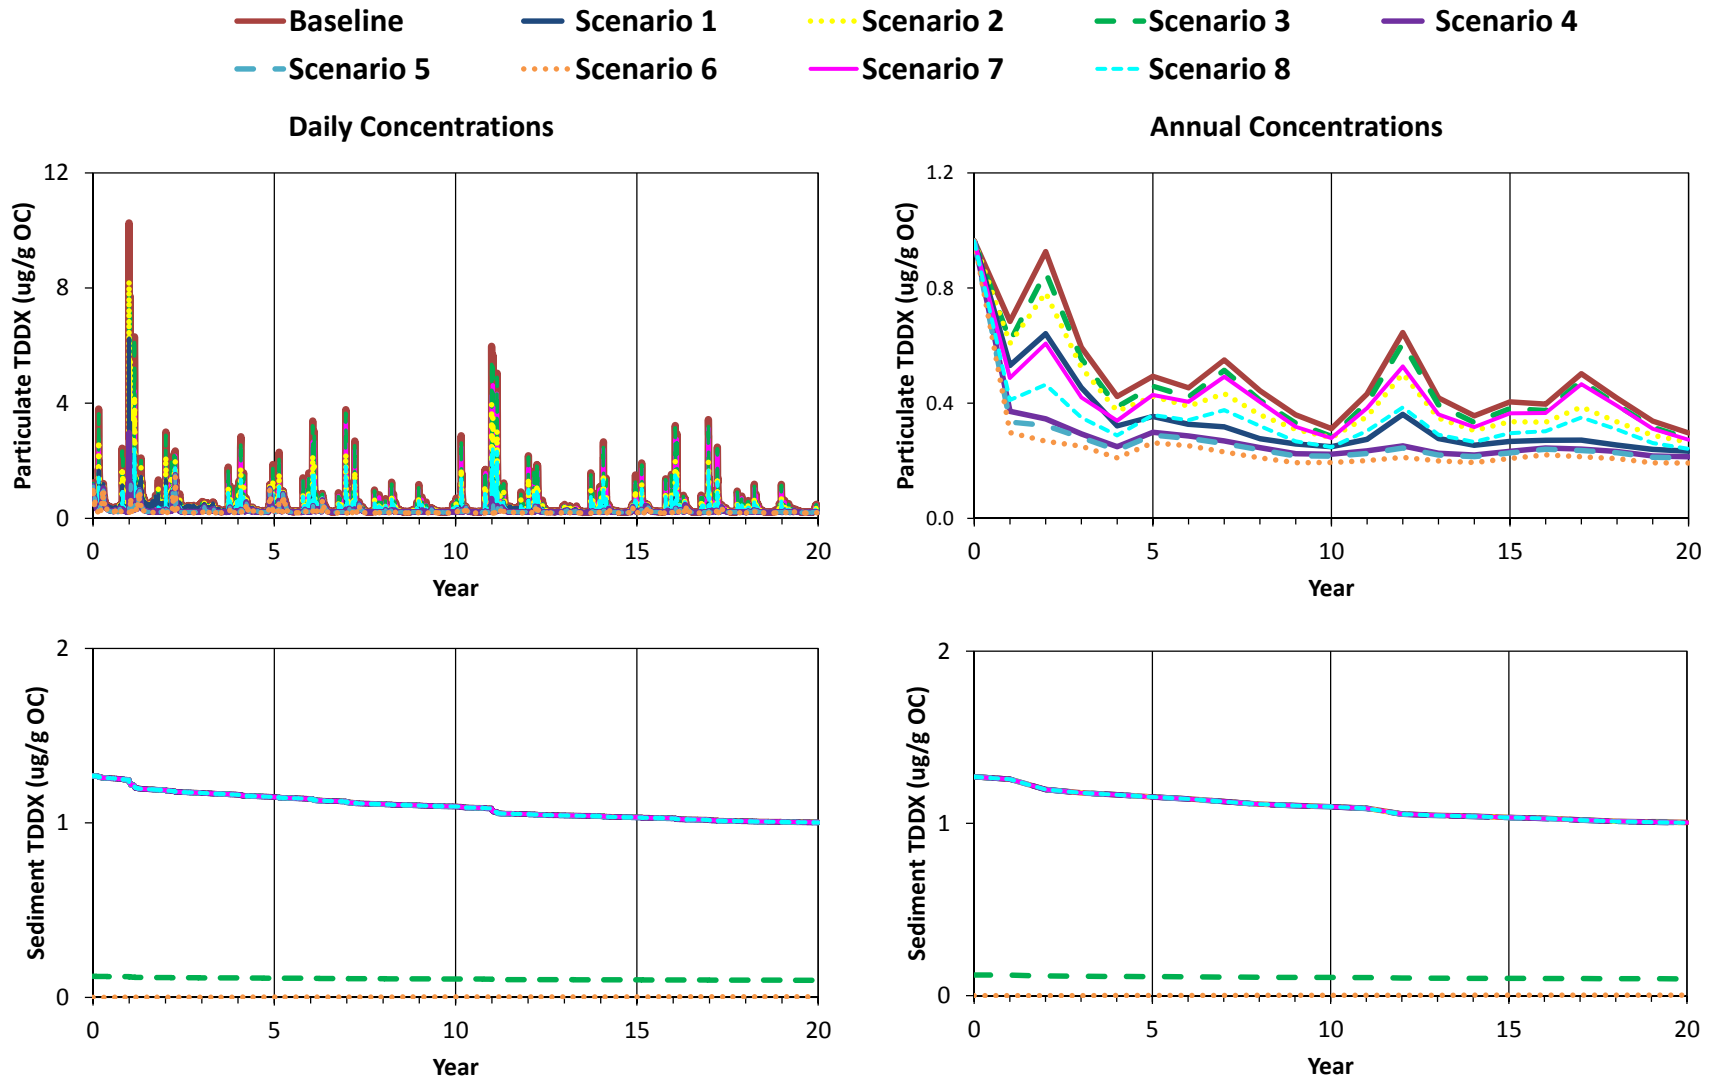 Baseline Scenario 1 Scenario 2 Scenario 3 Scenario 4
Scenario 5 Scenario 6 Scenario 7 Scenario 8
Daily Concentrations
Particulate TDDX (ug/g OC)
12
8
4
0
0 5 10 15 20
Year
Annual Concentrations
Particulate TDDX (ug/g OC)
1.2
0.8
0.4
0.0
0 5 10 15 20
Year
Sediment TDDX (ug/g OC)
2
1
0
0 5 10 15 20
Year
Sediment TDDX (ug/g OC)
2
1
0
0 5 10 15 20
Year